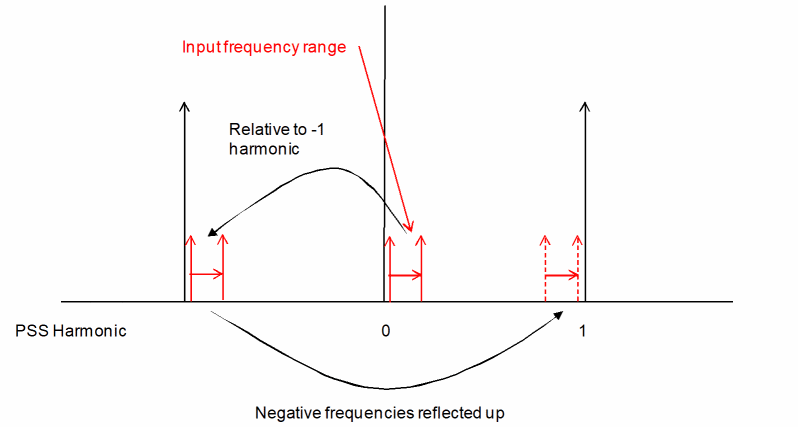 Input frequency range
Relative to -1
harmonic
PSS Harmonic 0 1
Negative frequencies reflected up